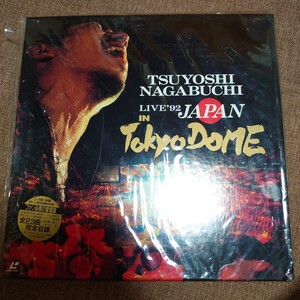 TSUYOSHI
NAGABUCHI
LIVE'92 JAPAN
IN
Tokyo DOME
全23曲
完全収録